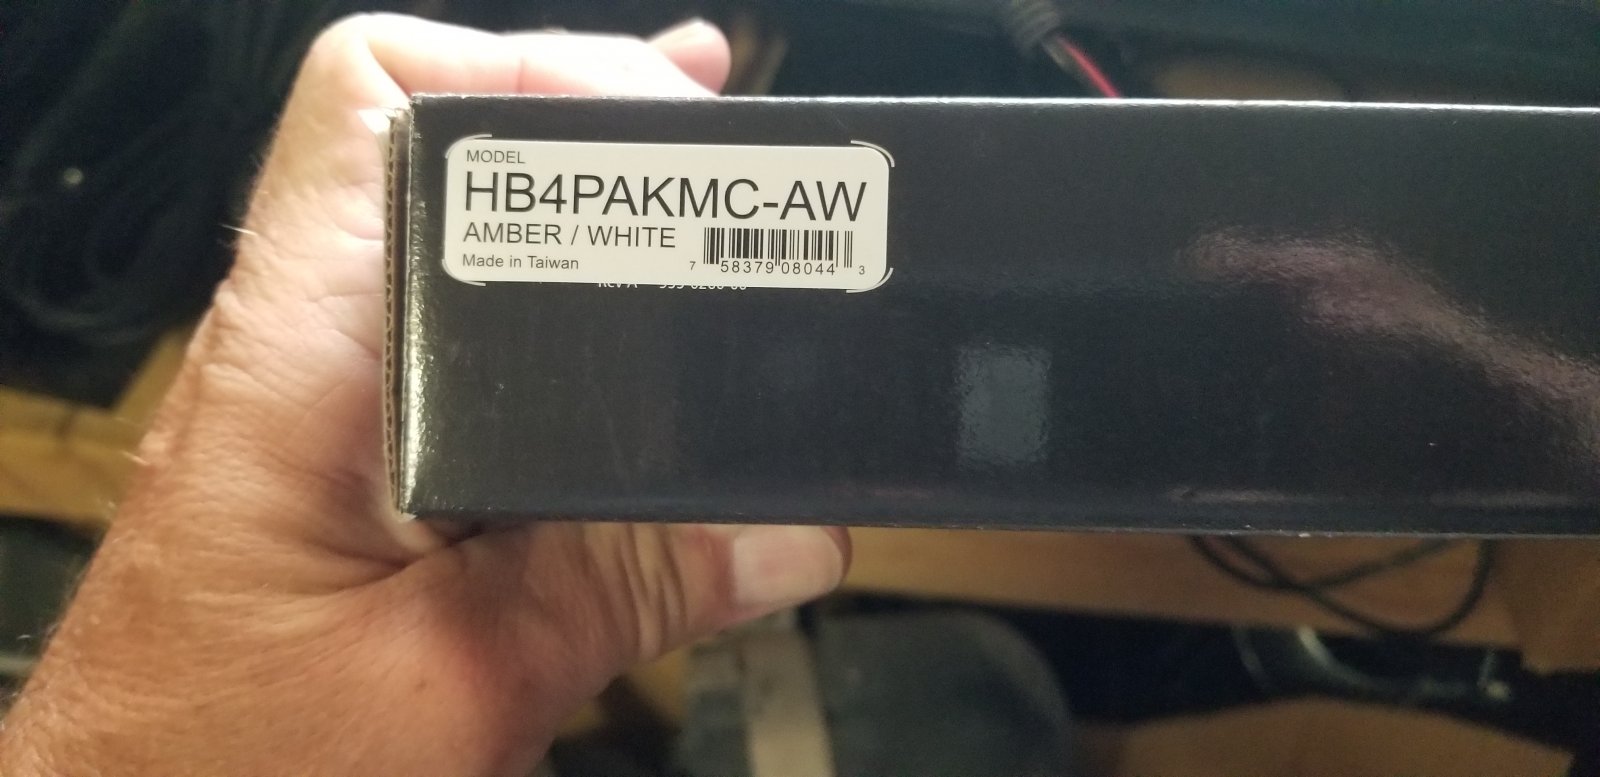 MODEL
HB4PAKMC-AW
AMBER / WHITE
Made in Taiwan
7 58379 08044 3